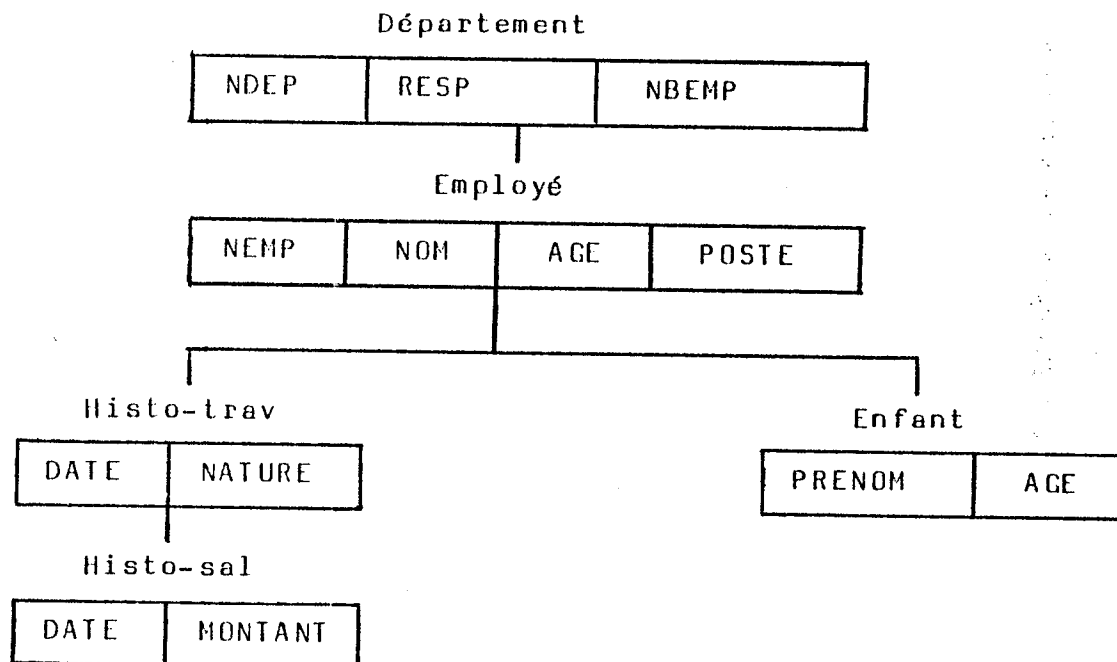 Département
NDEP RESP NBEMP
Employé
NEMP NOM AGE POSTE
Histo-trav
Enfant
DATE NATURE
PRENOM AGE
Histo-sal
DATE MONTANT